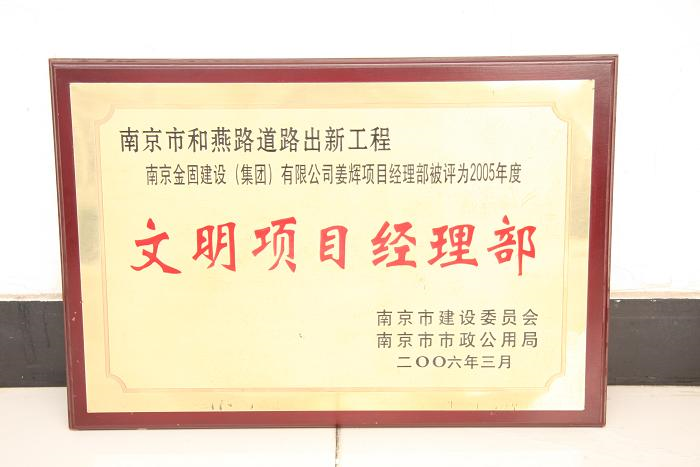 南京市和燕路道路出新工程
南京金固建设（集团）有限公司姜辉项目经理部被评为2005年度
文明项目经理部
南京市建设委员会
南京市市政公用局
二〇〇六年三月